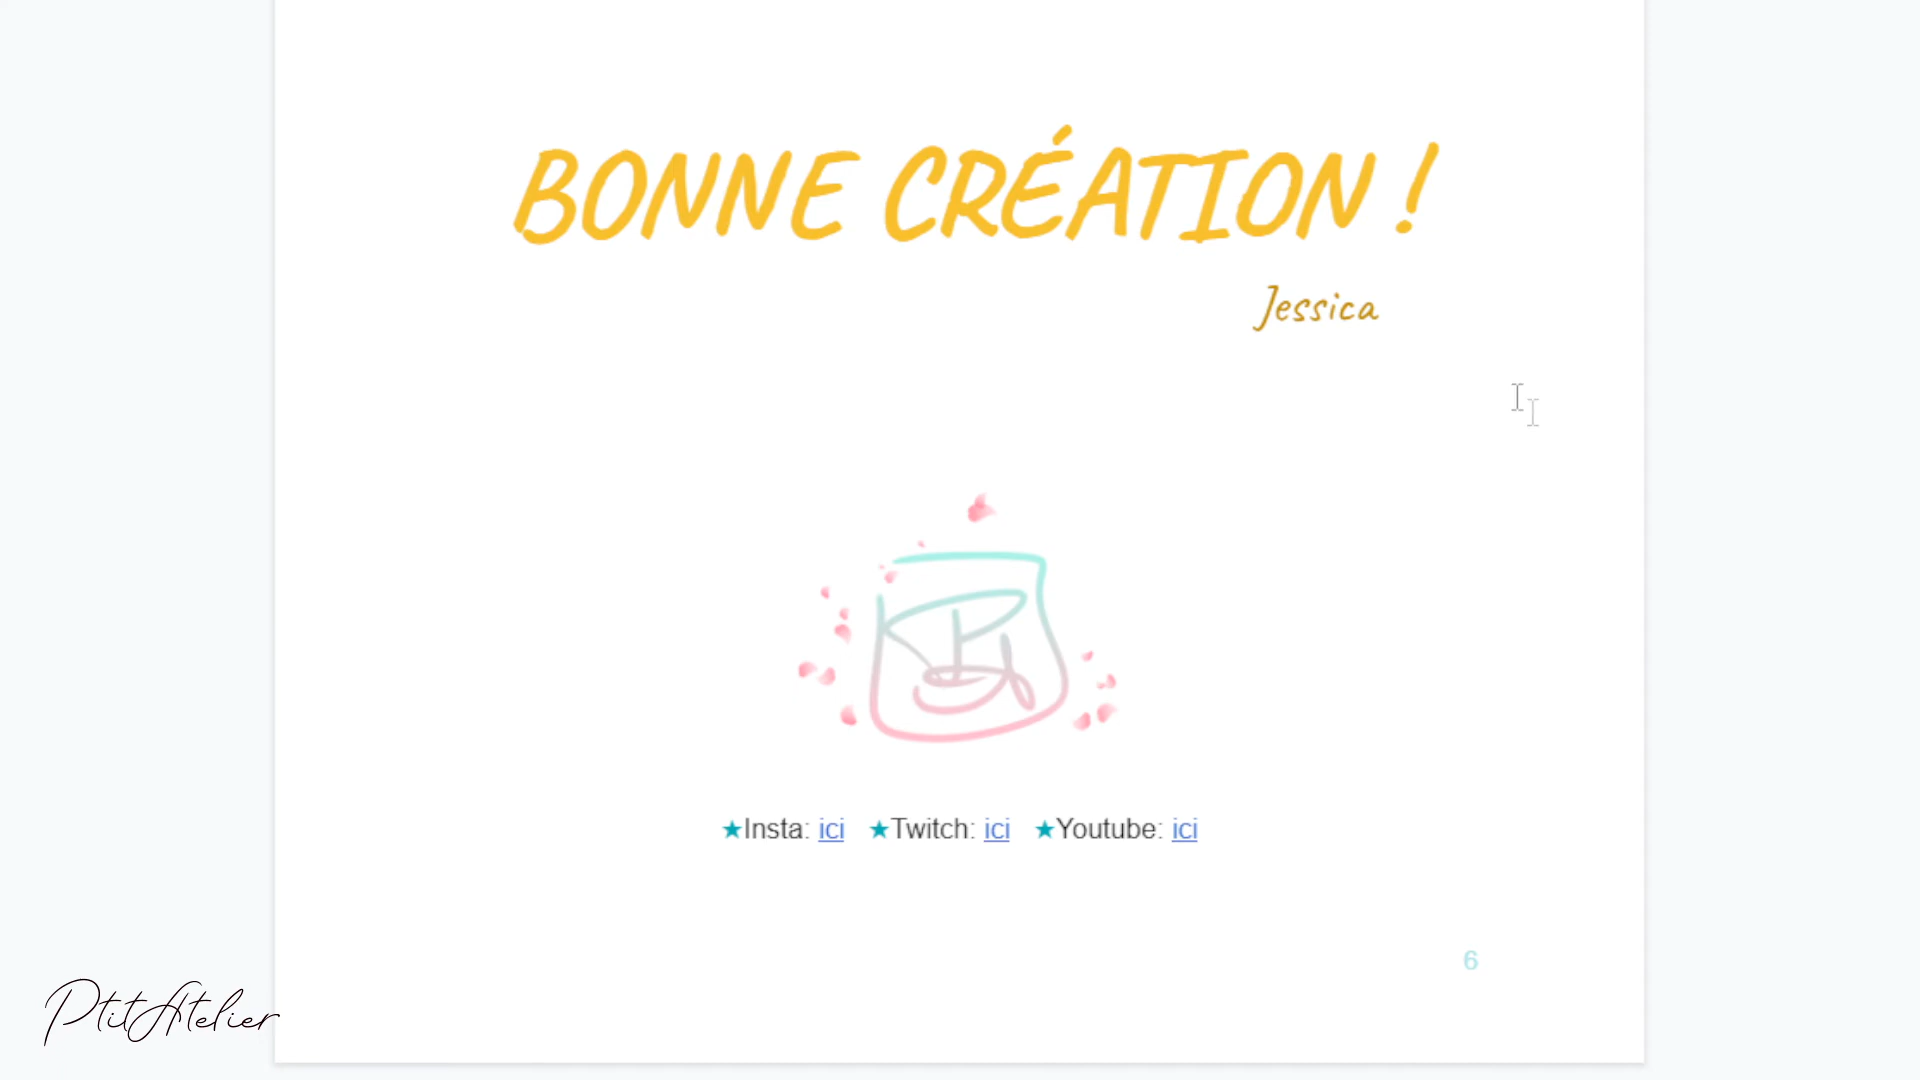 BONNE CRÉATION !
Jessica
★Insta: ici ★Twitch: ici ★Youtube: ici
6
PtitAtelier